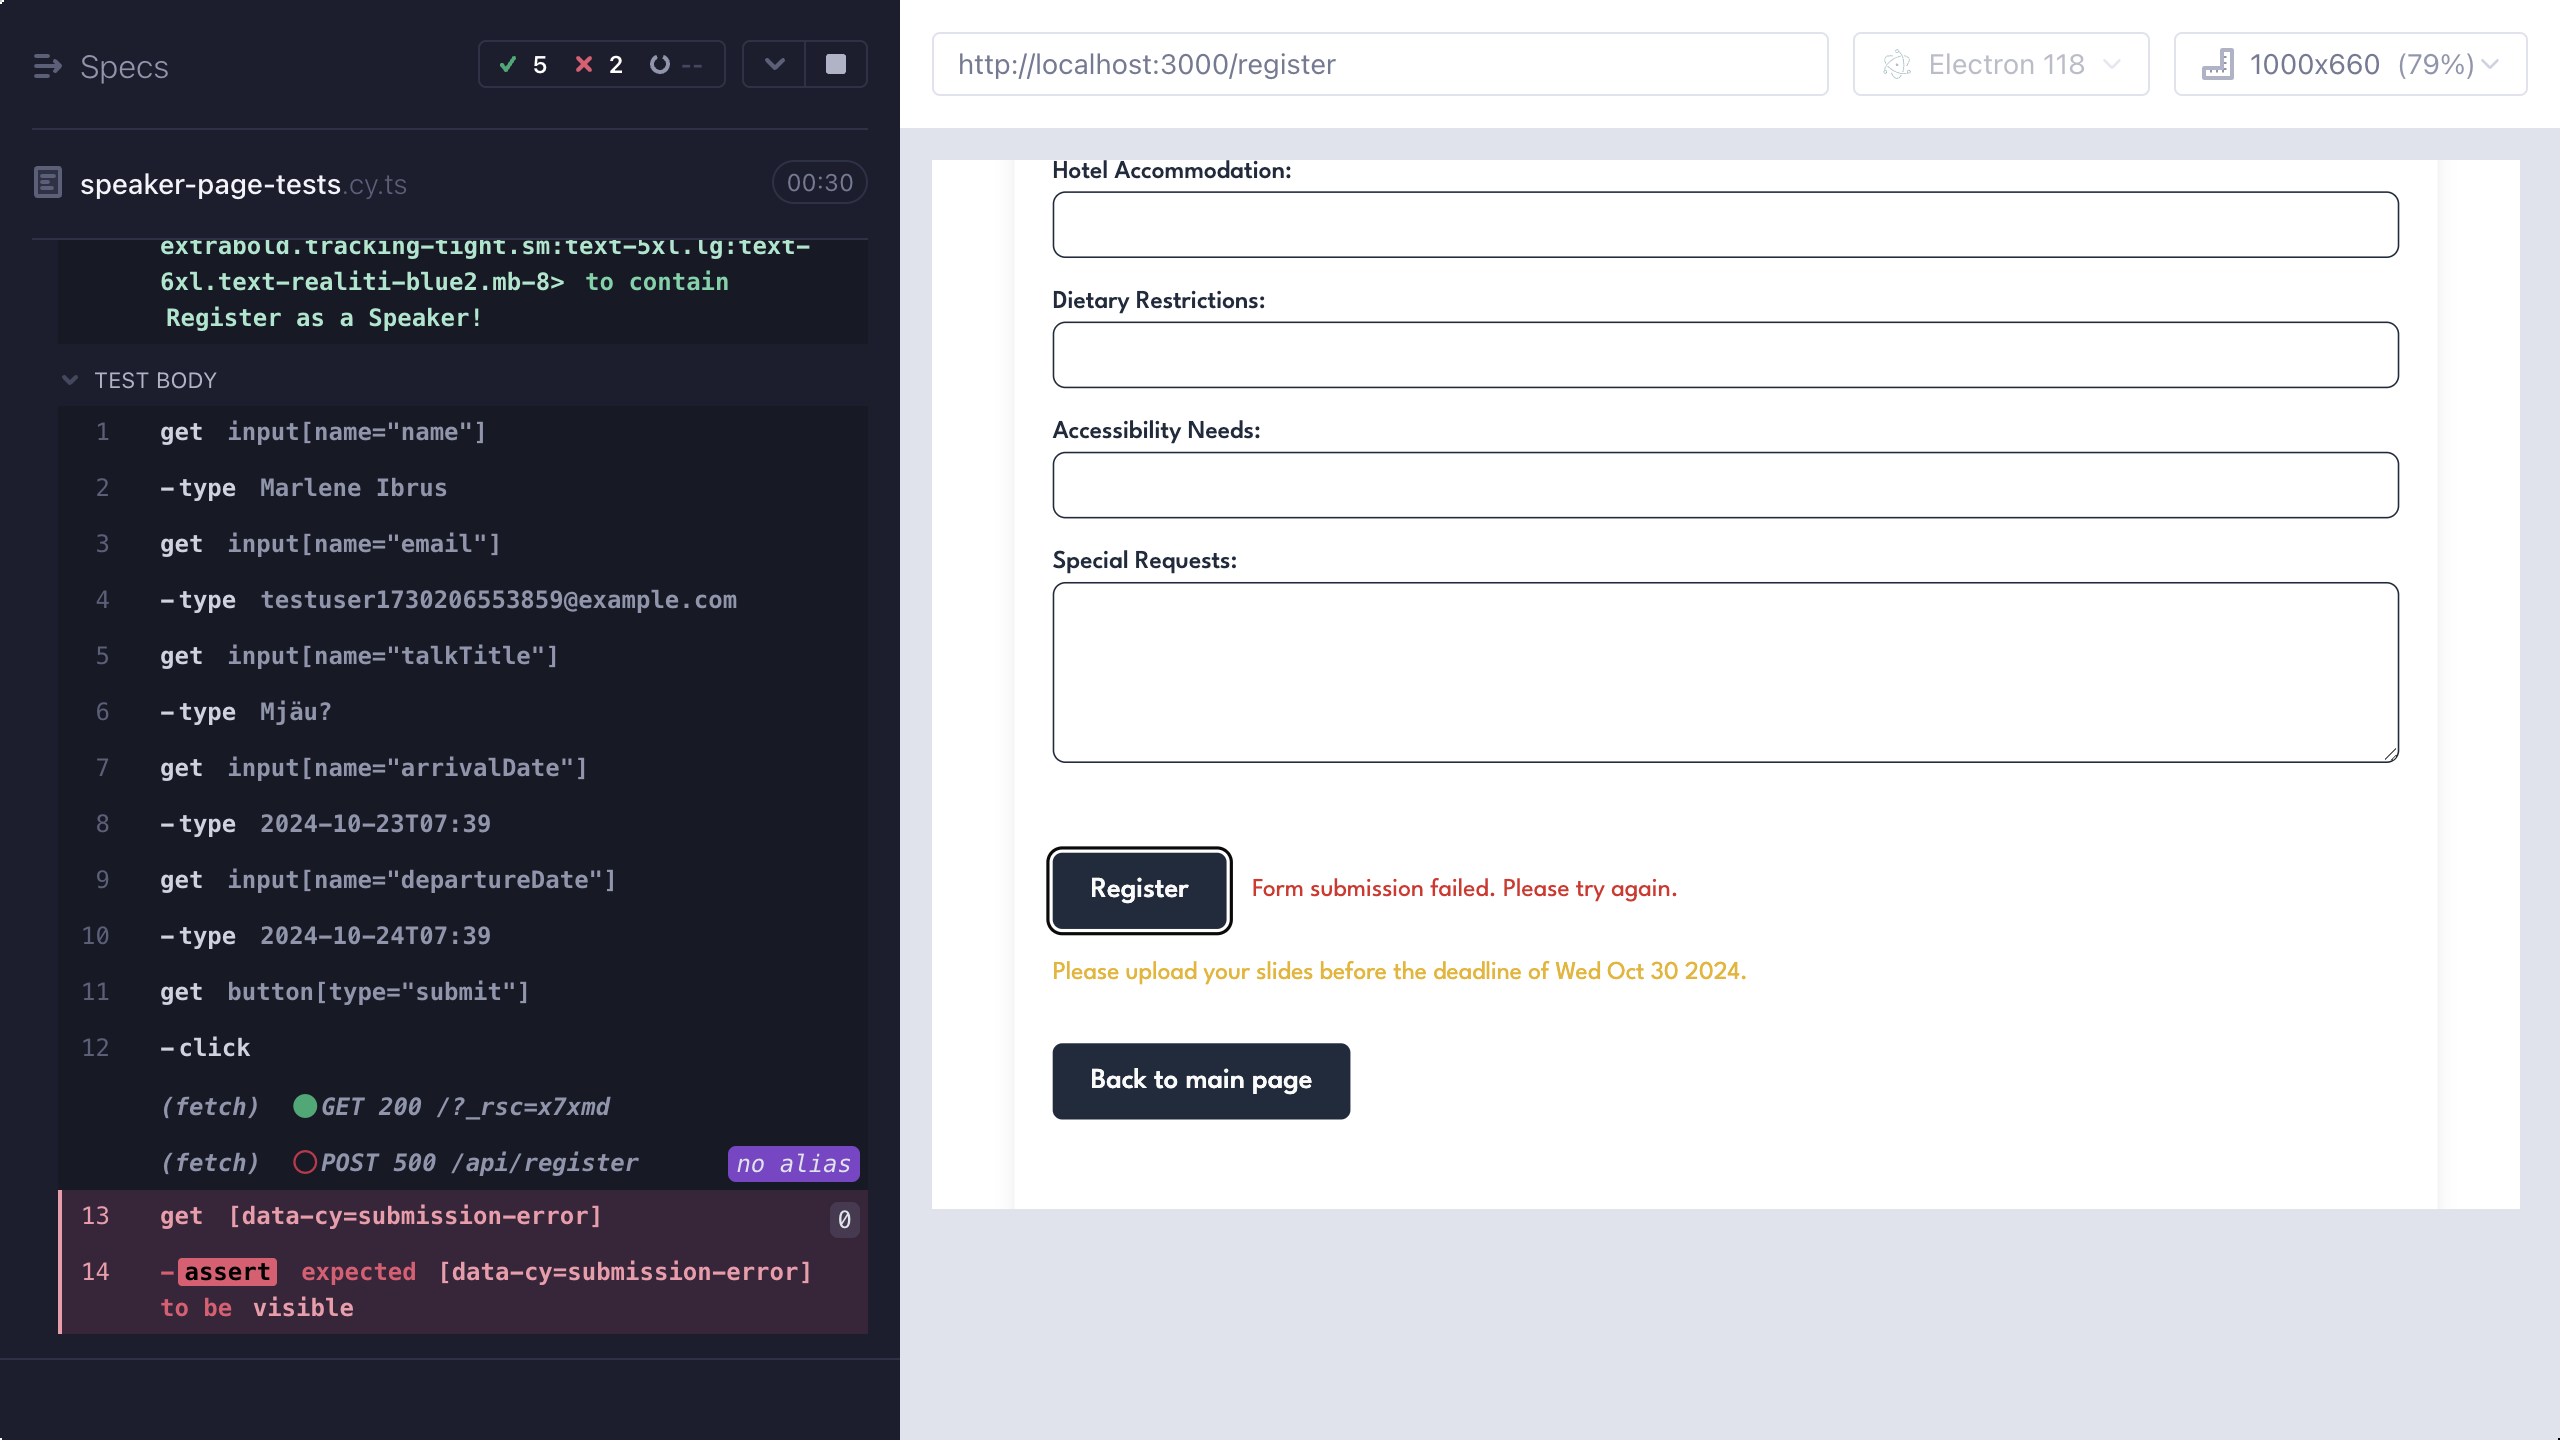 Specs
5 2 --
speaker-page-tests.cy.ts
00:30
extrabold.tracking-tight.sm:text-5xl.lg:text-
6xl.text-realiti-blue2.mb-8> to contain
Register as a Speaker!
TEST BODY
1 get input[name="name"]
2 -type Marlene Ibrus
3 get input[name="email"]
4 -type testuser1730206553859@example.com
5 get input[name="talkTitle"]
6 -type Mjäu?
7 get input[name="arrivalDate"]
8 -type 2024-10-23T07:39
9 get input[name="departureDate"]
10 -type 2024-10-24T07:39
11 get button[type="submit"]
12 -click
(fetch) GET 200 /?_rsc=x7xmd
(fetch) POST 500 /api/register no alias
13 get [data-cy=submission-error] 0
14 -assert expected [data-cy=submission-error]
to be visible
http://localhost:3000/register
Electron 118
1000x660 (79%)
Hotel Accommodation:
Dietary Restrictions:
Accessibility Needs:
Special Requests:
Register
Form submission failed. Please try again.
Please upload your slides before the deadline of Wed Oct 30 2024.
Back to main page